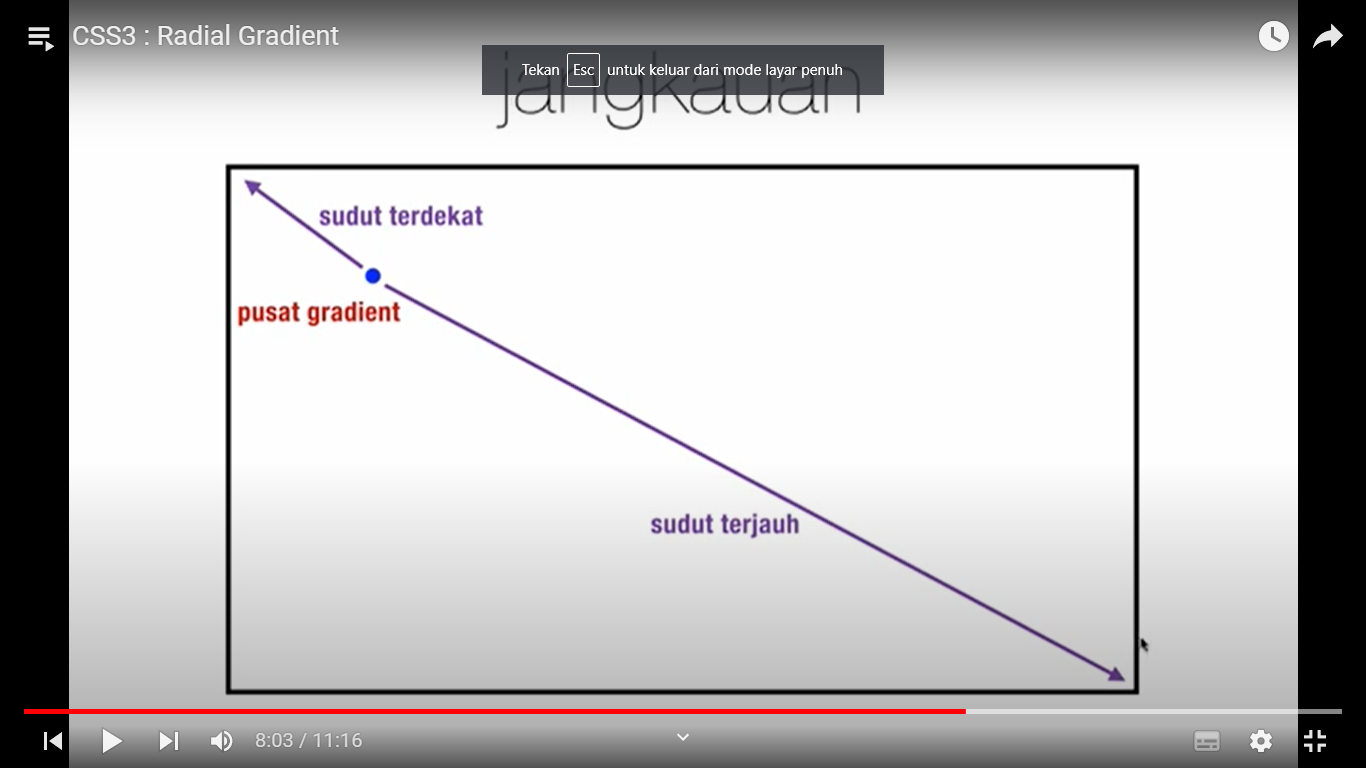 CSS3 : Radial Gradient
Tekan Esc untuk keluar dari mode layar penuh
jangkauan
sudut terdekat
pusat gradient
sudut terjauh
8:03 / 11:16